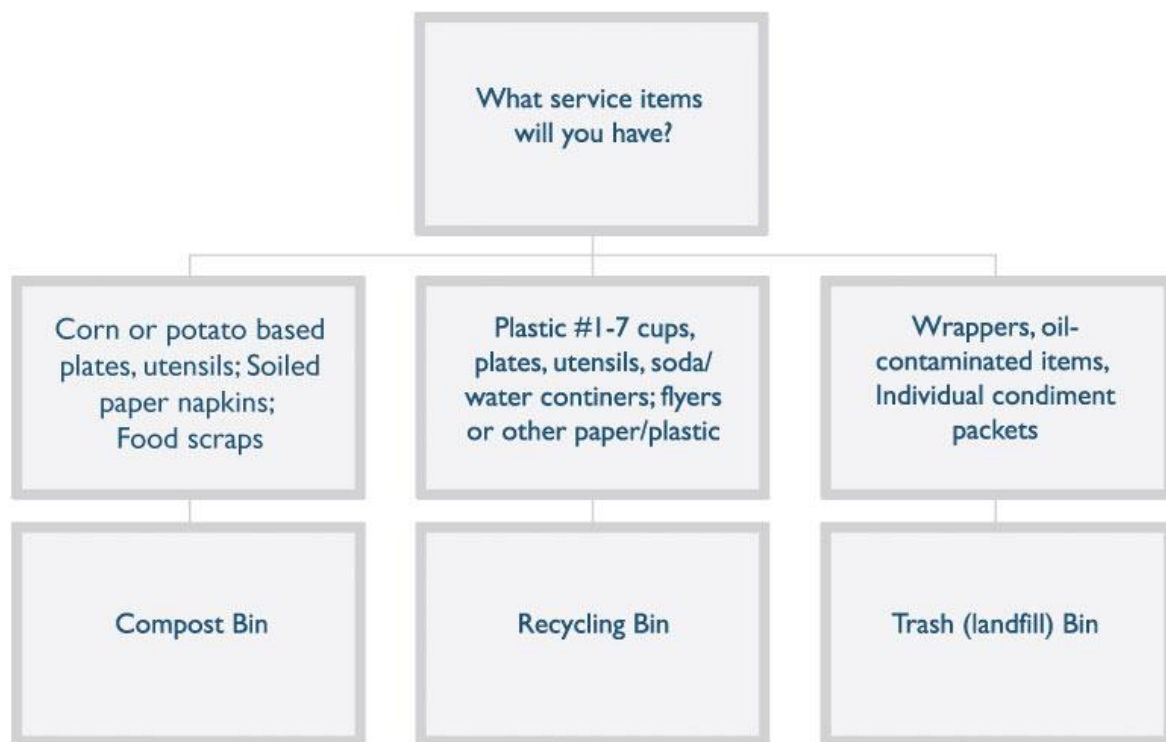 What service items
will you have?
Corn or potato based
plates, utensils; Soiled
paper napkins;
Food scraps
Plastic #1-7 cups,
plates, utensils, soda/
water continers; flyers
or other paper/plastic
Wrappers, oil-
contaminated items,
Individual condiment
packets
Compost Bin
Recycling Bin
Trash (landfill) Bin